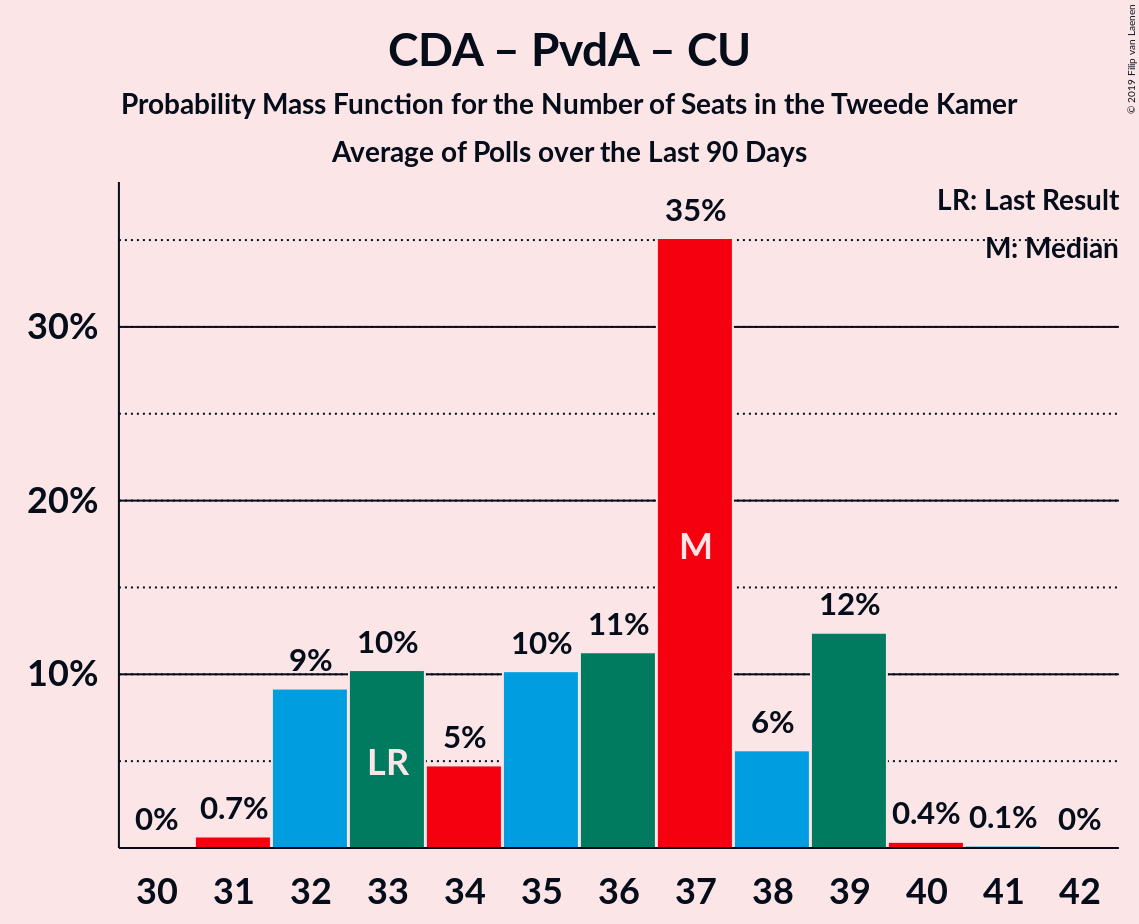 CDA – PvdA – CU
Probability Mass Function for the Number of Seats in the Tweede Kamer
Average of Polls over the Last 90 Days
© 2019 Filip van Laenen
LR: Last Result
M: Median
30%
20%
10%
0%
0.7%
9%
10%
5%
10%
11%
35%
6%
12%
0.4%
0.1%
0%
LR
M
30 31 32 33 34 35 36 37 38 39 40 41 42